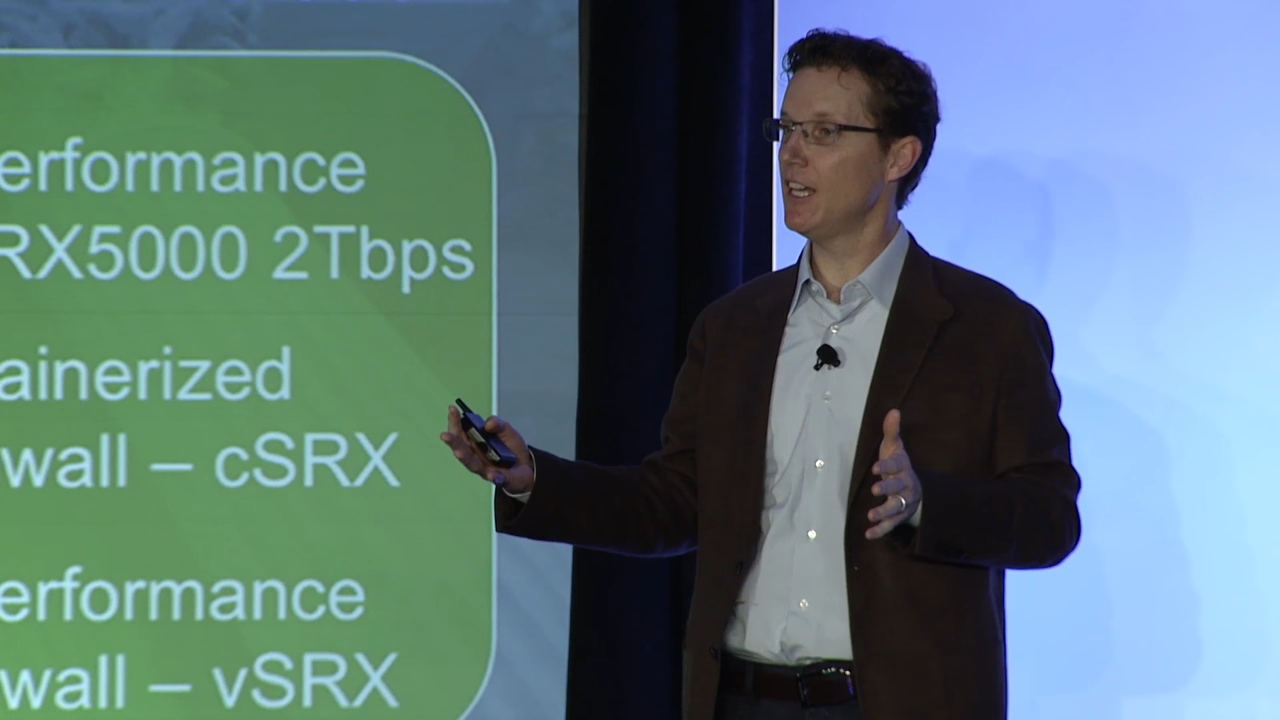 erformance
RX5000 2Tbps
ainerized
wall – cSRX
erformance
wall – vSRX